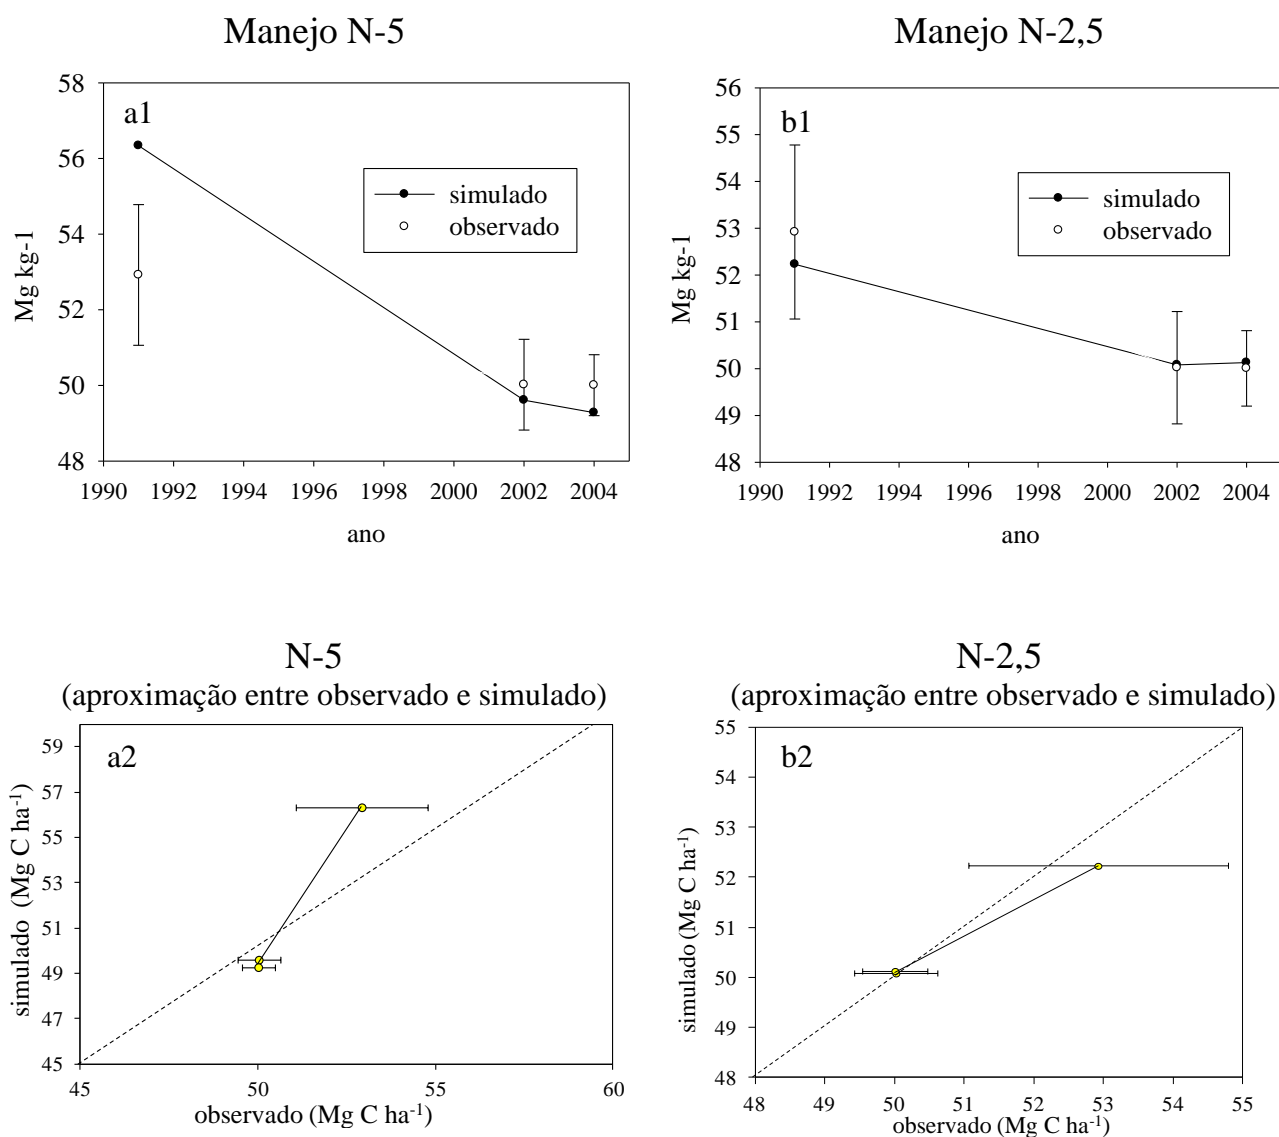 Manejo N-5
58
56
54
52
50
48
Mg kg-1
a1
simulado
observado
1990 1992 1994 1996 1998 2000 2002 2004
ano
Manejo N-2,5
56
55
54
53
52
51
50
49
48
Mg kg-1
b1
simulado
observado
1990 1992 1994 1996 1998 2000 2002 2004
ano
N-5
(aproximação entre observado e simulado)
59
57
55
53
51
49
47
45
simulado (Mg C ha-1)
a2
45 50 55 60
observado (Mg C ha-1)
N-2,5
(aproximação entre observado e simulado)
55
54
53
52
51
50
49
48
simulado (Mg C ha-1)
b2
48 49 50 51 52 53 54 55
observado (Mg C ha-1)